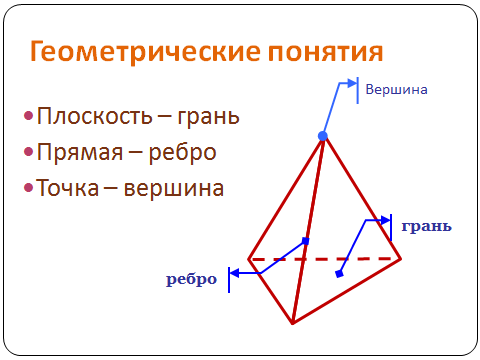 Геометрические понятия
Плоскость – грань
Прямая – ребро
Точка – вершина
Вершина
грань
ребро